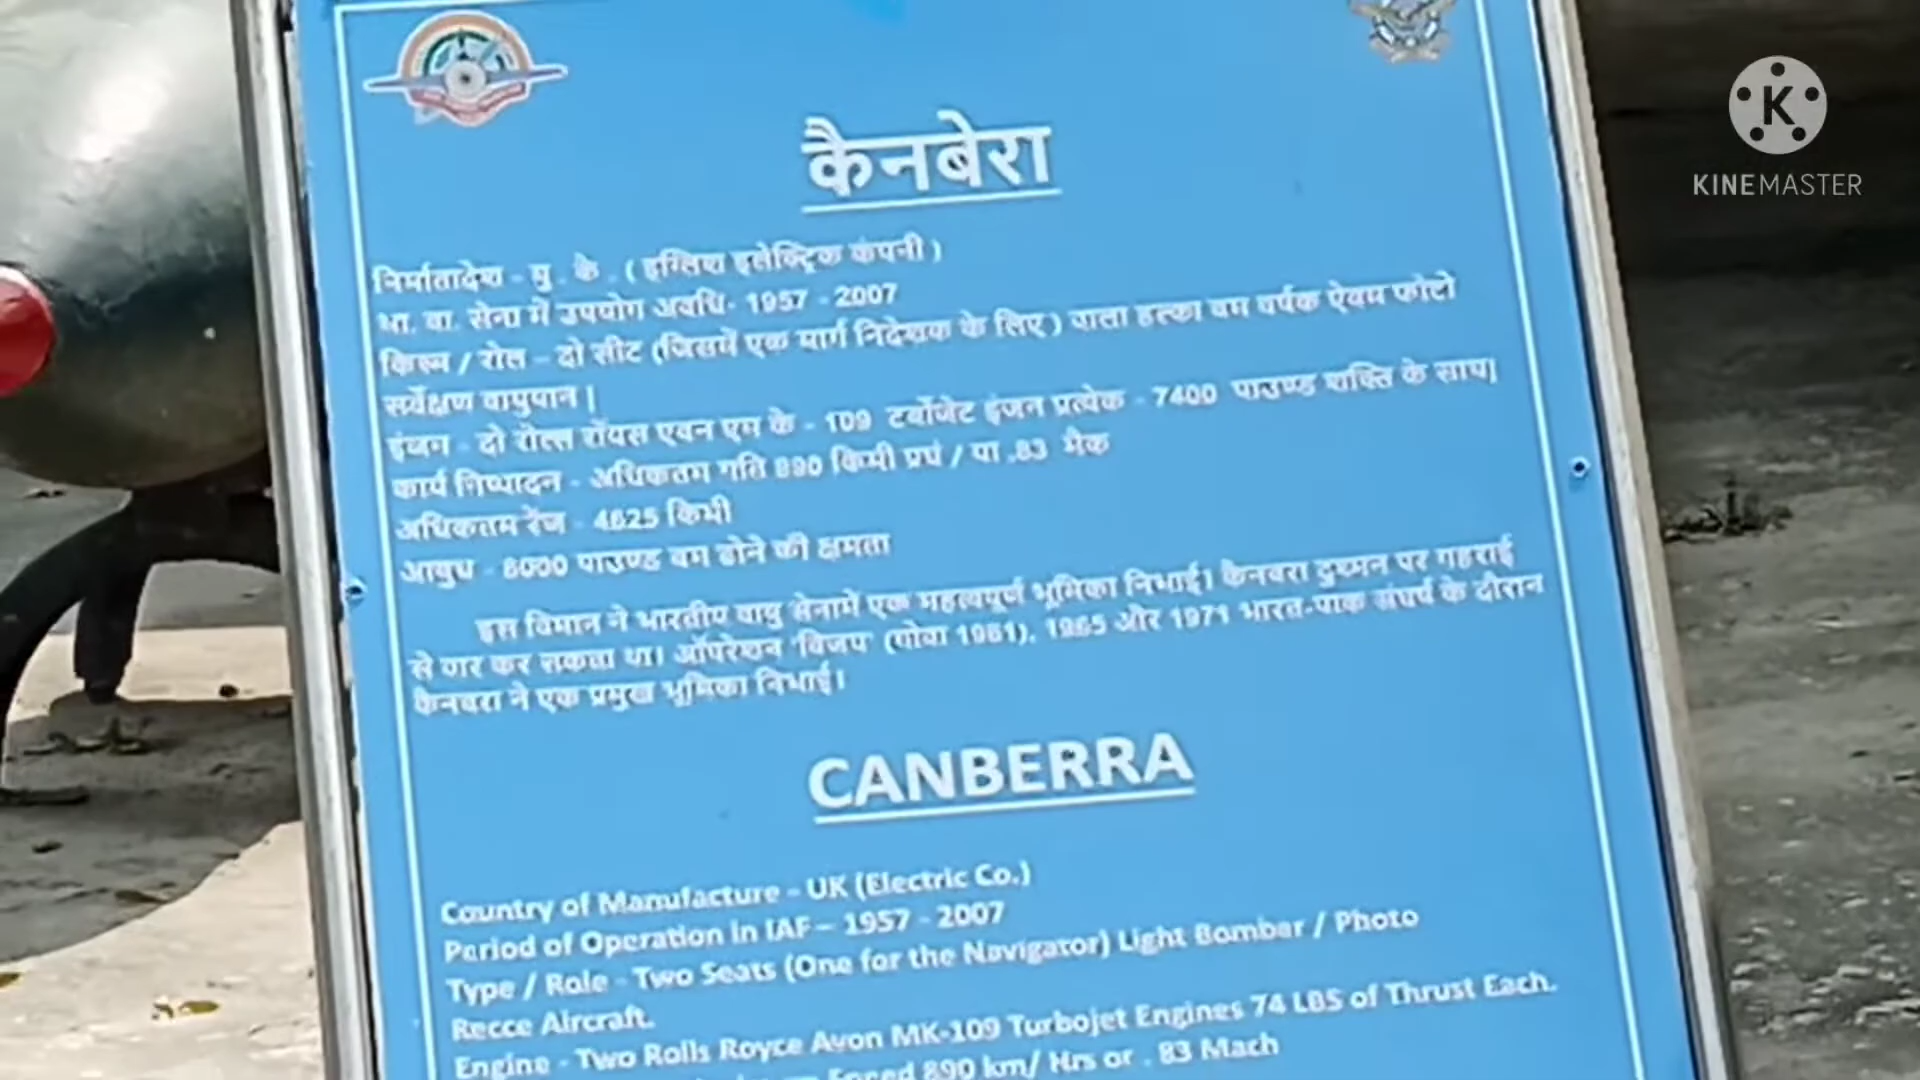 कैनबेरा
KINEMASTER
निर्मातादेश - यु . के . ( इंग्लिश इलेक्ट्रिक कंपनी )
भा. वा. सेना में उपयोग अवधि- 1957 - 2007
किस्म / रोल - दो सीट (जिसमें एक मार्ग निदेशक के लिए ) वाला हल्का बम वर्षक ऐवम फोटो
सर्वेक्षण वायुयान |
इंजन - दो रोल्स रॉयस एवन एम के - 109 टर्बोजेट इंजन प्रत्येक - 7400 पाउण्ड शक्ति के साथ|
कार्य निष्पादन - अधिकतम गति 890 किमी प्रघं / या .83 मैक
अधिकतम रेंज - 4625 किमी
आयुध - 8000 पाउण्ड बम ढोने की क्षमता
इस विमान ने भारतीय वायु सेनामें एक महत्वपूर्ण भूमिका निभाई| कैनबरा दुश्मन पर गहराई
से वार कर सकता था। ऑपरेशन 'विजय' (गोवा 1961), 1965 और 1971 भारत-पाक संघर्ष के दौरान
कैनबरा ने एक प्रमुख भूमिका निभाई।
CANBERRA
Country of Manufacture - UK (Electric Co.)
Period of Operation in IAF – 1957 - 2007
Type / Role - Two Seats (One for the Navigator) Light Bomber / Photo
Recce Aircraft.
Engine - Two Rolls Royce Avon MK-109 Turbojet Engines 74 LBS of Thrust Each.
Speed 890 km/ Hrs or . 83 Mach